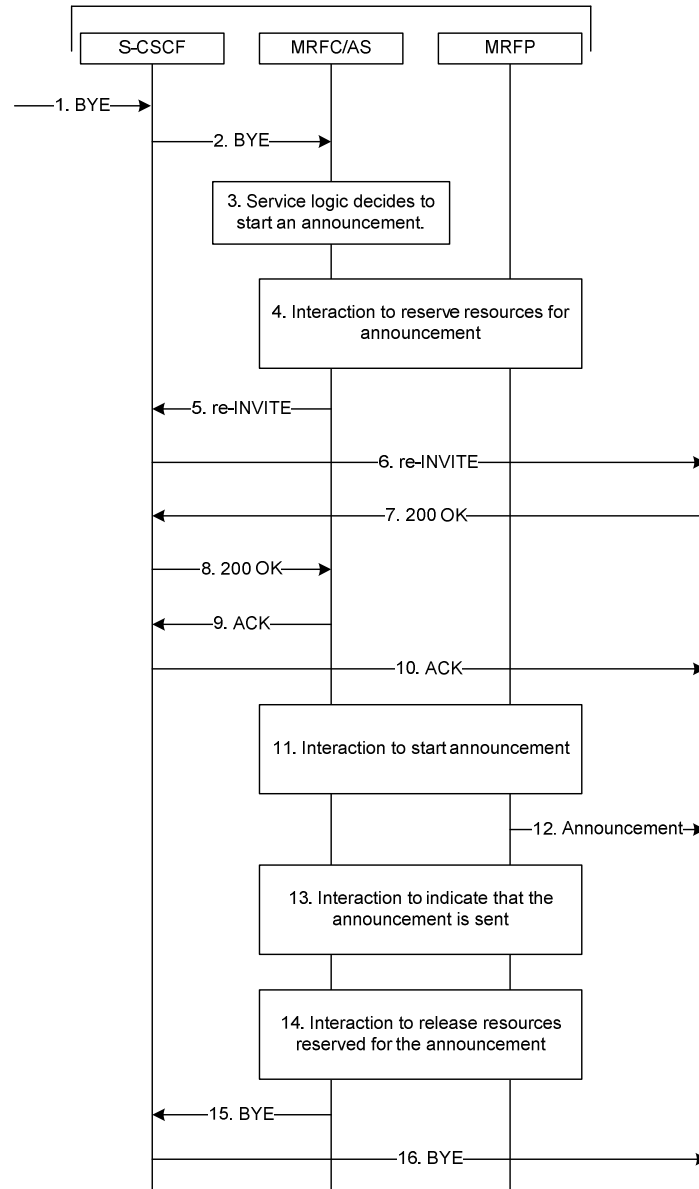 S-CSCF
MRFC/AS
MRFP
1. BYE
2. BYE
3. Service logic decides to
start an announcement.
4. Interaction to reserve resources for
announcement
5. re-INVITE
6. re-INVITE
7. 200 OK
8. 200 OK
9. ACK
10. ACK
11. Interaction to start announcement
12. Announcement
13. Interaction to indicate that the
announcement is sent
14. Interaction to release resources
reserved for the announcement
15. BYE
16. BYE